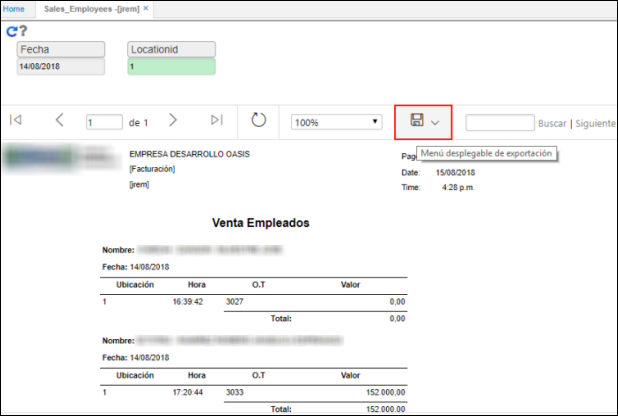 Home Sales_Employees -[jrem] ×
?
Fecha Locationid
14/08/2018 1
1 de 1 100% Buscar | Siguiente
Menú desplegable de exportación
EMPRESA DESARROLLO OASIS
[Facturación] Date: 15/08/2018
[jrem] Time: 4:28 p.m.
Venta Empleados
Nombre:
Fecha: 14/08/2018
Ubicación Hora O.T Valor
1 16:39:42 3027 0,00
Total: 0,00
Nombre:
Fecha: 14/08/2018
Ubicación Hora O.T Valor
1 17:20:44 3033 152.000,00
Total: 152.000,00